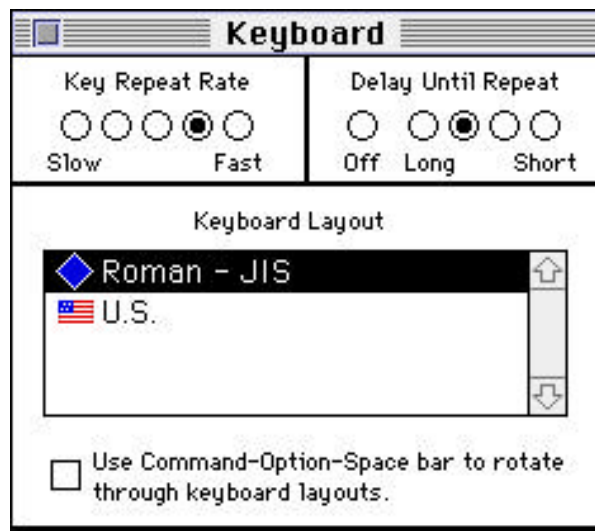 Keyboard
Key Repeat Rate
Slow Fast
Delay Until Repeat
Off Long Short
Keyboard Layout
Roman - JIS
U.S.
Use Command-Option-Space bar to rotate
through keyboard layouts.